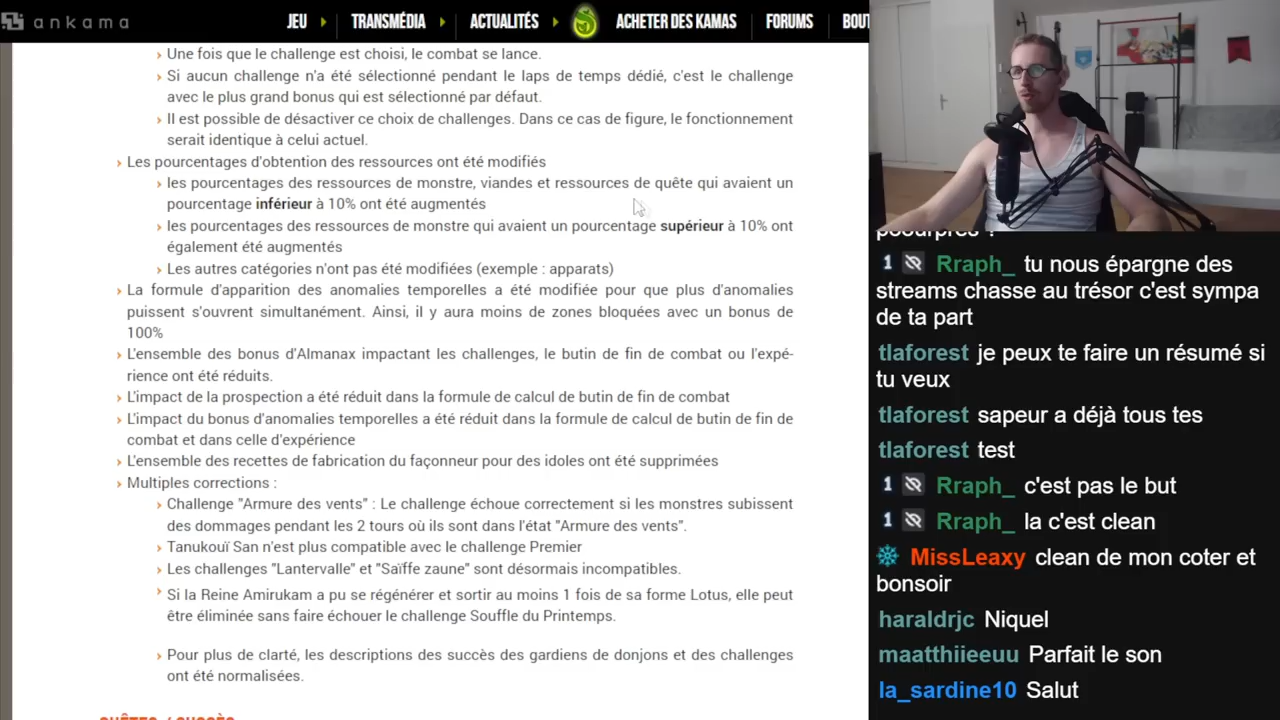 ankama
JEU
TRANSMÉDIA
ACTUALITÉS
ACHETER DES KAMAS
FORUMS
BOUT
Une fois que le challenge est choisi, le combat se lance.
Si aucun challenge n'a été sélectionné pendant le laps de temps dédié, c'est le challenge
avec le plus grand bonus qui est sélectionné par défaut.
Il est possible de désactiver ce choix de challenges. Dans ce cas de figure, le fonctionnement
serait identique à celui actuel.
Les pourcentages d'obtention des ressources ont été modifiés
les pourcentages des ressources de monstre, viandes et ressources de quête qui avaient un
pourcentage inférieur à 10% ont été augmentés
les pourcentages des ressources de monstre qui avaient un pourcentage supérieur à 10% ont
également été augmentés
Les autres catégories n'ont pas été modifiées (exemple : apparats)
La formule d'apparition des anomalies temporelles a été modifiée pour que plus d'anomalies
puissent s'ouvrent simultanément. Ainsi, il y aura moins de zones bloquées avec un bonus de
100%
L'ensemble des bonus d'Almanax impactant les challenges, le butin de fin de combat ou l'expé-
rience ont été réduits.
L'impact de la prospection a été réduit dans la formule de calcul de butin de fin de combat
L'impact du bonus d'anomalies temporelles a été réduit dans la formule de calcul de butin de fin de
combat et dans celle d'expérience
L'ensemble des recettes de fabrication du façonneur pour des idoles ont été supprimées
Multiples corrections :
Challenge "Armure des vents" : Le challenge échoue correctement si les monstres subissent
des dommages pendant les 2 tours où ils sont dans l'état "Armure des vents".
Tanukouï San n'est plus compatible avec le challenge Premier
Les challenges "Lantervalle" et "Saïffe zaune" sont désormais incompatibles.
Si la Reine Amirukam a pu se régénérer et sortir au moins 1 fois de sa forme Lotus, elle peut
être éliminée sans faire échouer le challenge Souffle du Printemps.
Pour plus de clarté, les descriptions des succès des gardiens de donjons et des challenges
ont été normalisées.
1 Rraph_ tu nous épargne des
streams chasse au trésor c'est sympa
de ta part
tlaforest je peux te faire un résumé si
tu veux
tlaforest sapeur a déjà tous tes
tlaforest test
1 Rraph_ c'est pas le but
1 Rraph_ la c'est clean
MissLeaxy clean de mon coter et
bonsoir
haraldrjc Niquel
maatthiieeuu Parfait le son
la_sardine10 Salut